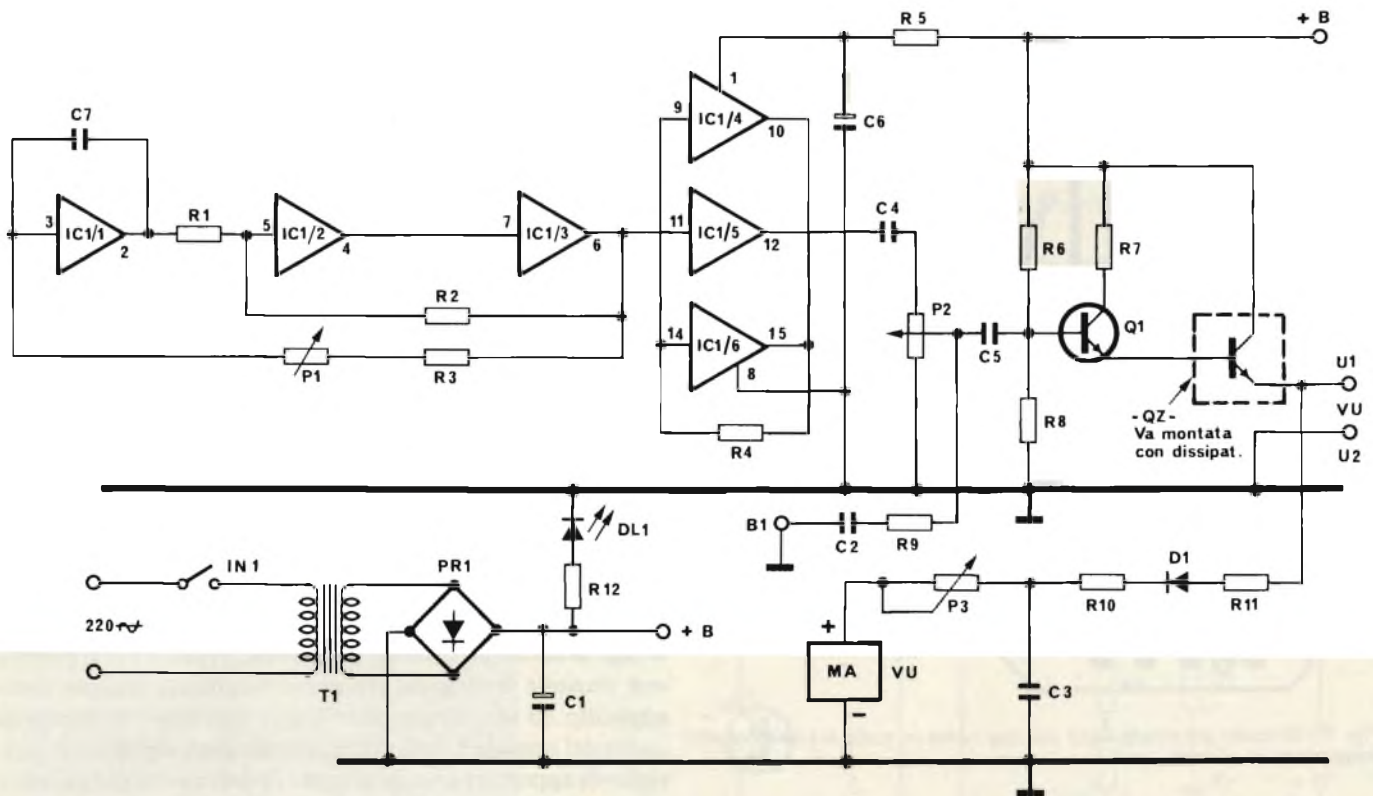 R5
+ B
1
9
IC1/4
10
C6
C7
3
IC1/1
2
R1
5
IC1/2
4
7
IC1/3
6
11
IC1/5
12
C4
R6
R7
R2
P2
C5
Q1
P1
R3
14
IC1/6
15
8
R4
R8
-QZ-
Va montata
con dissipat.
U1
VU
U2
B1
C2
R9
DL1
IN1
PR1
R12
220
+ B
T1
C1
P3
R10
D1
R11
+
MA
VU
-
C3